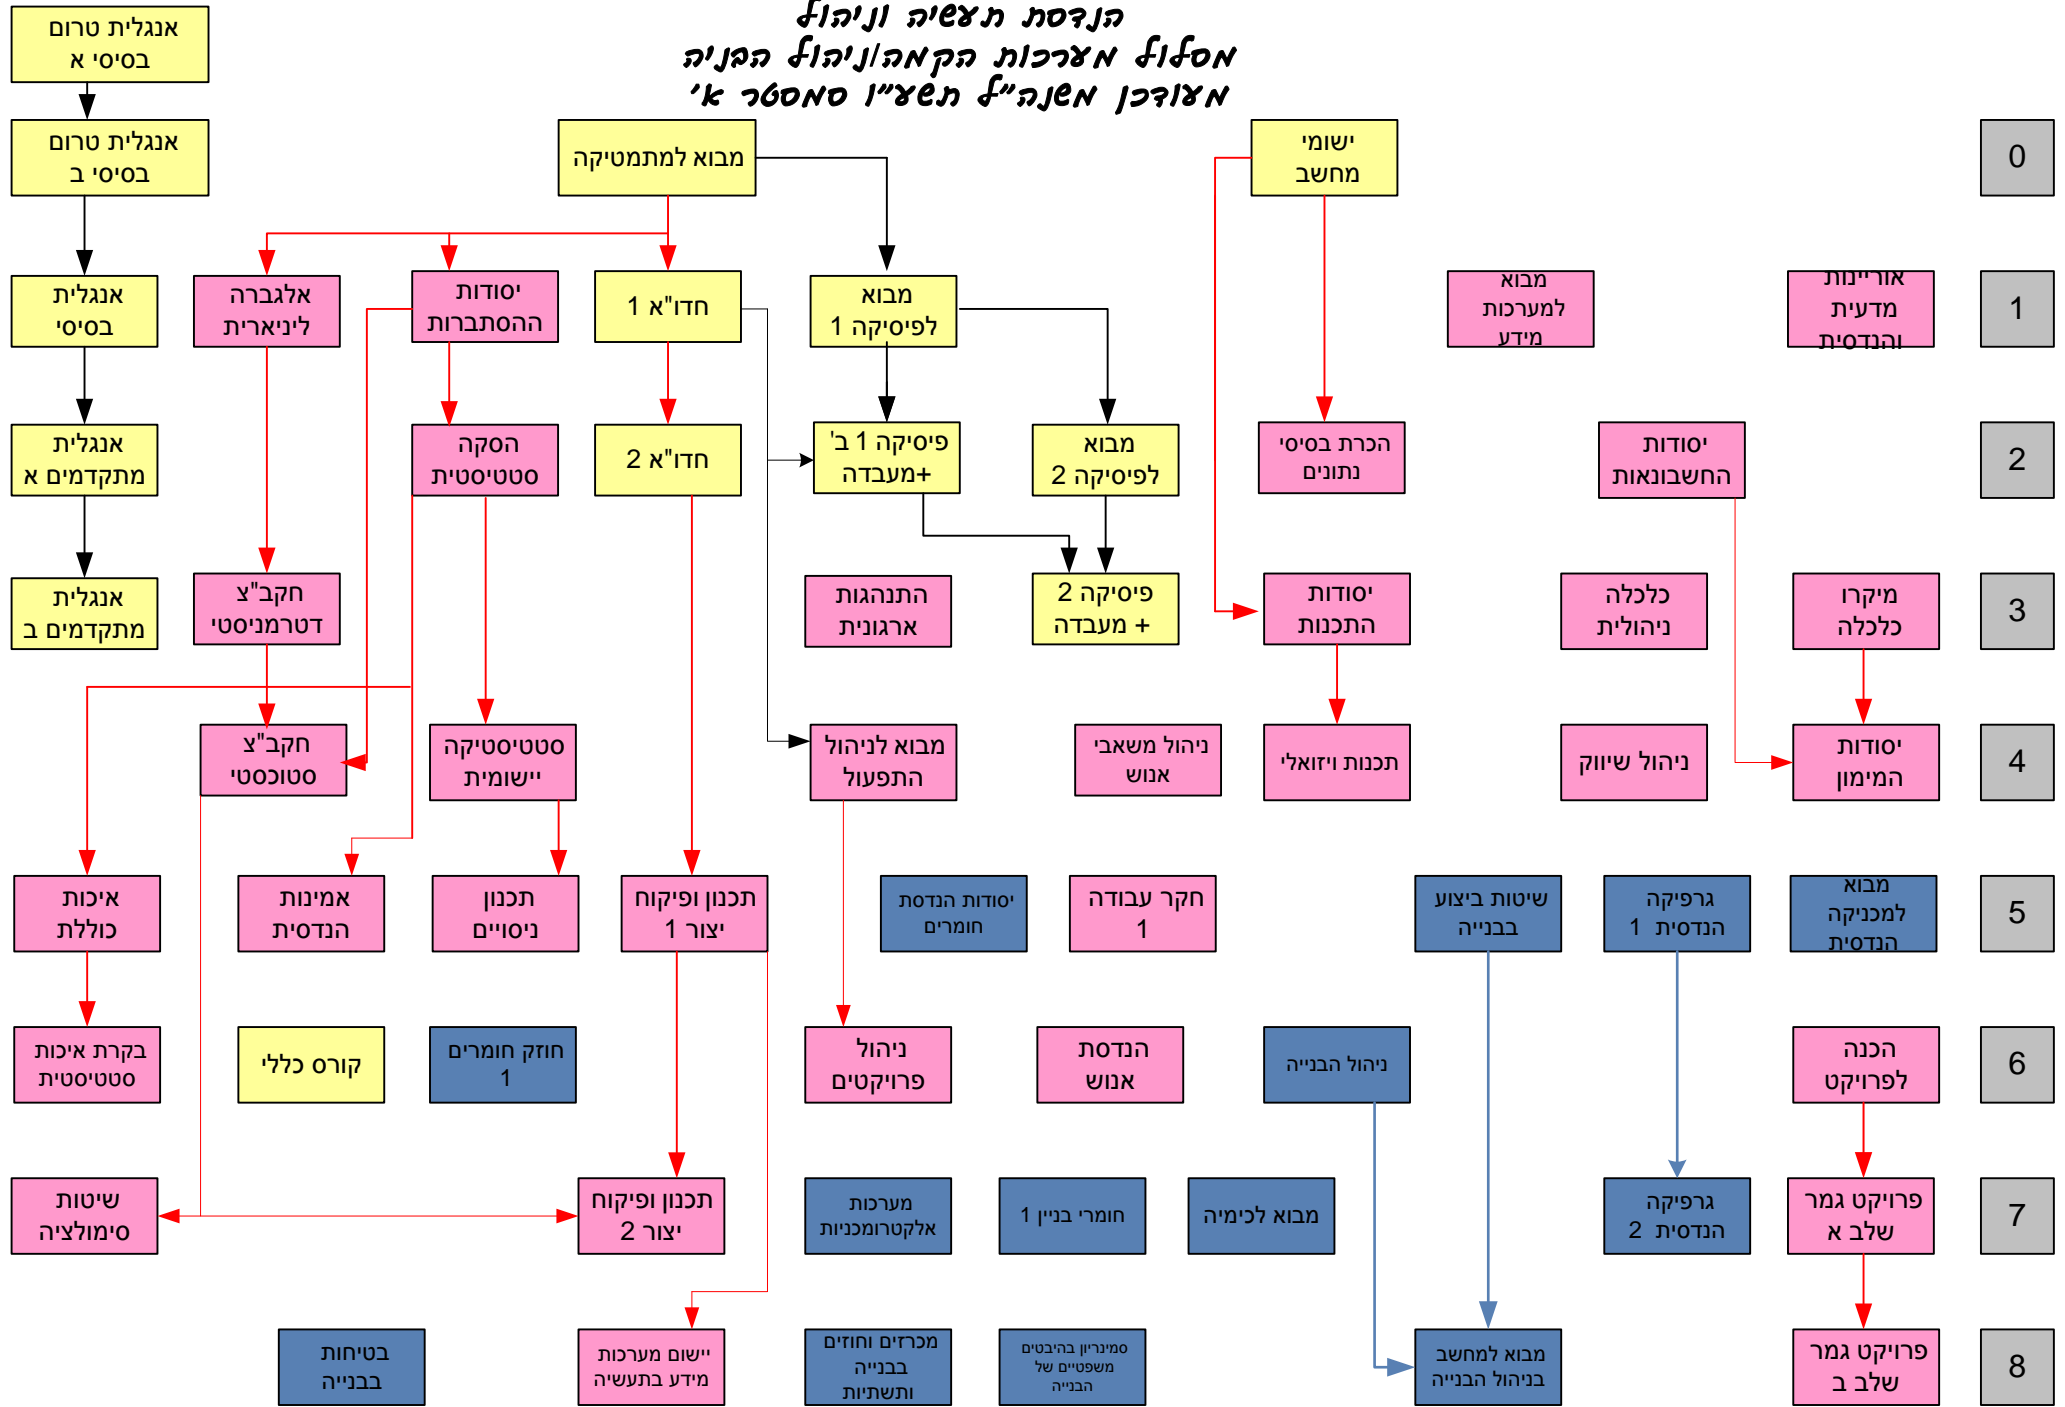 הנדסת תעשיה וניהול
מסלול מערכות הקמה/ניהול הבניה
מעודכן משנה"ל תשע"ו סמסטר א'
אנגלית טרום
בסיסי א
0
ישומי
מחשב
מבוא למתמטיקה
אנגלית טרום
בסיסי ב
1
אוריינות
מדעית
והנדסית
מבוא
למערכות
מידע
מבוא
לפיסיקה 1
חדו"א 1
יסודות
ההסתברות
אלגברה
ליניארית
אנגלית
בסיסי
2
יסודות
החשבונאות
הכרת בסיסי
נתונים
מבוא
לפיסיקה 2
פיסיקה 1 ב'
+מעבדה
חדו"א 2
הסקה
סטטיסטית
אנגלית
מתקדמים א
3
מיקרו
כלכלה
כלכלה
ניהולית
יסודות
התכנות
פיסיקה 2
+ מעבדה
התנהגות
ארגונית
חקב"צ
דטרמניסטי
אנגלית
מתקדמים ב
4
יסודות
המימון
ניהול שיווק
תכנות ויזואלי
ניהול משאבי
אנוש
מבוא לניהול
התפעול
סטטיסטיקה
יישומית
חקב"צ
סטוכסטי
5
מבוא
למכניקה
הנדסית
גרפיקה
הנדסית 1
שיטות ביצוע
בבנייה
חקר עבודה
1
יסודות הנדסת
חומרים
תכנון ופיקוח
יצור 1
תכנון
ניסויים
אמינות
הנדסית
איכות
כוללת
6
הכנה
לפרויקט
ניהול הבנייה
הנדסת
אנוש
ניהול
פרויקטים
חוזק חומרים
1
קורס כללי
בקרת איכות
סטטיסטית
7
פרויקט גמר
שלב א
גרפיקה
הנדסית 2
מבוא לכימיה
חומרי בניין 1
מערכות
אלקטרומכניות
תכנון ופיקוח
יצור 2
שיטות
סימולציה
8
פרויקט גמר
שלב ב
מבוא למחשב
בניהול הבנייה
סמינריון בהיבטים
משפטיים של
הבנייה
מכרזים וחוזים
בבנייה
ותשתיות
יישום מערכות
מידע בתעשיה
בטיחות
בבנייה